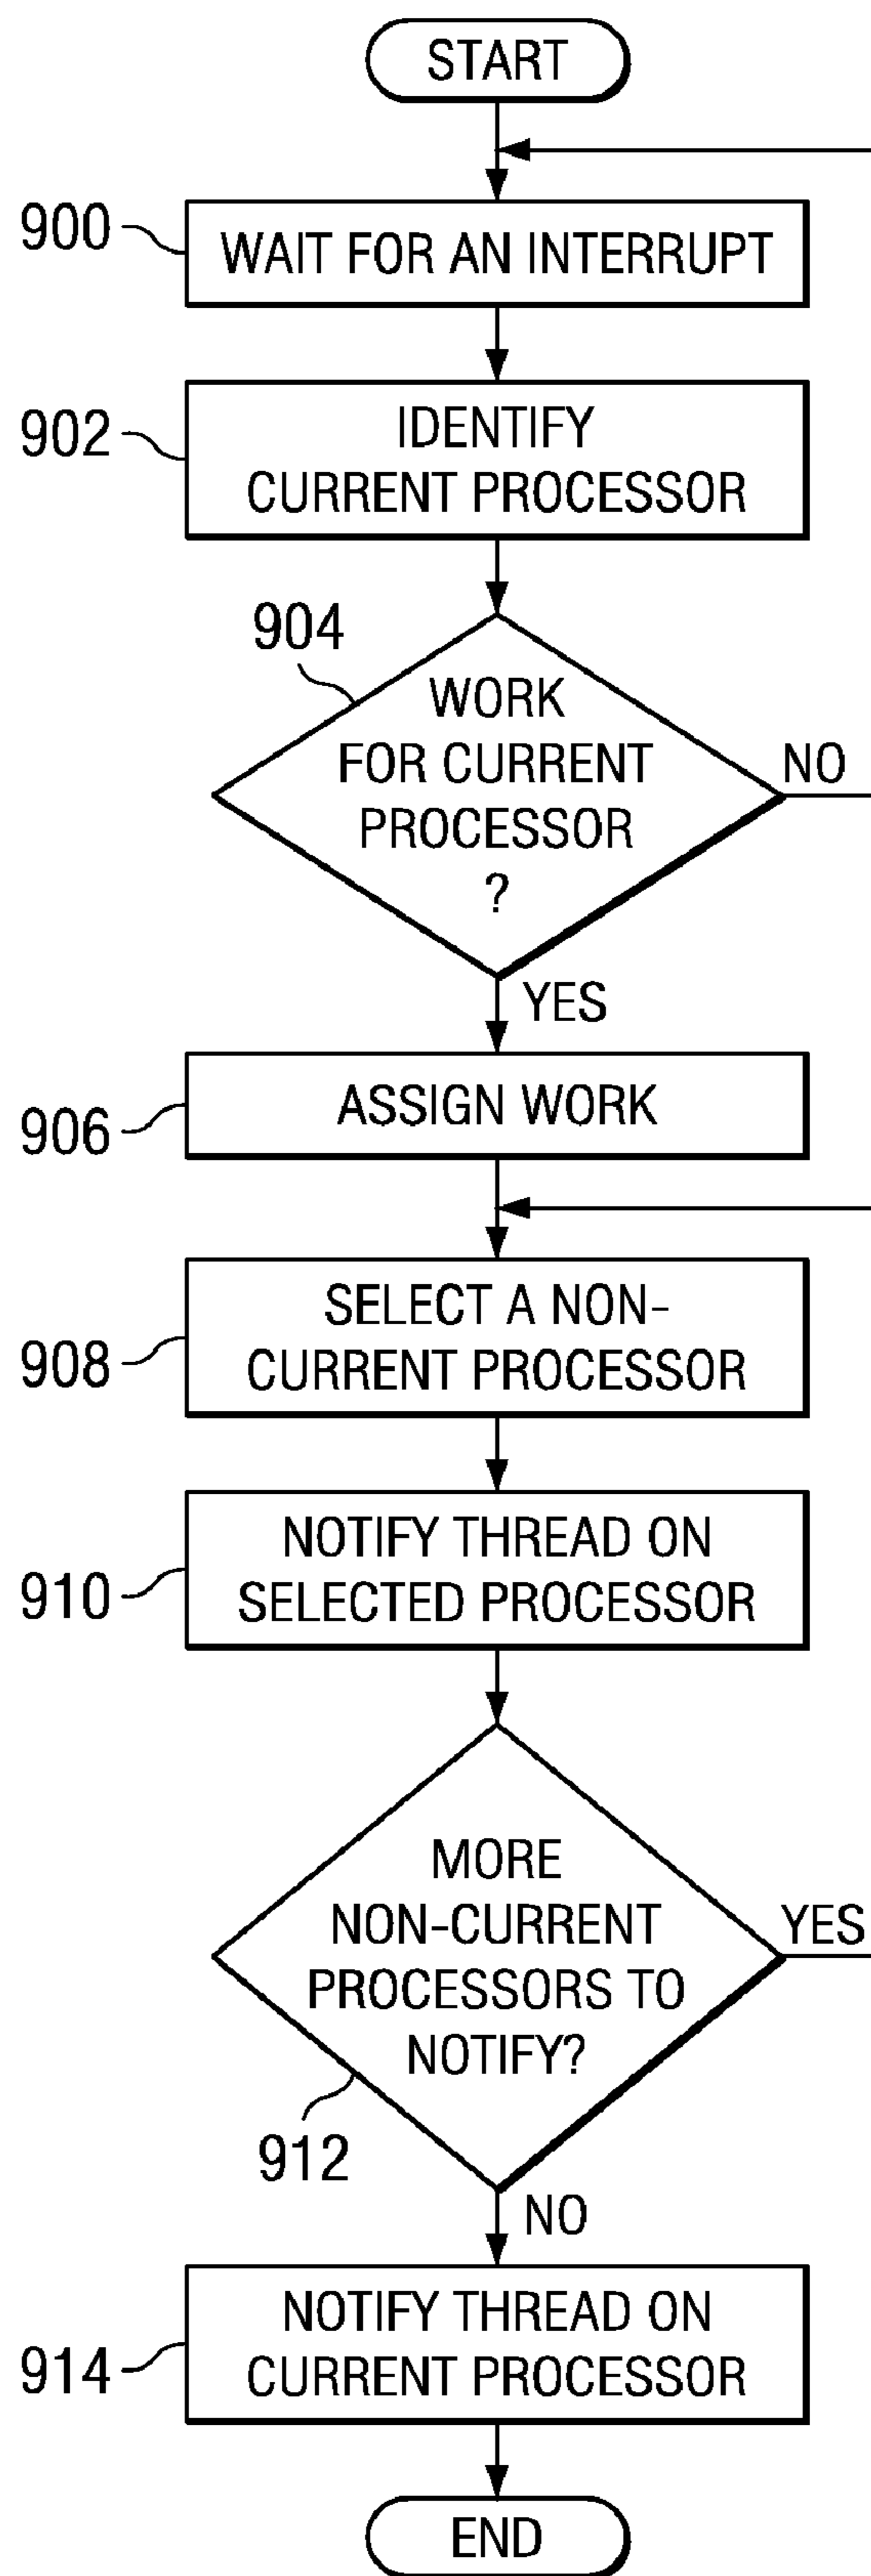 START
900
WAIT FOR AN INTERRUPT
902
IDENTIFY
CURRENT PROCESSOR
904
WORK
FOR CURRENT
PROCESSOR
?
NO
YES
906
ASSIGN WORK
908
SELECT A NON-
CURRENT PROCESSOR
910
NOTIFY THREAD ON
SELECTED PROCESSOR
MORE
NON-CURRENT
PROCESSORS TO
NOTIFY?
YES
912
NO
914
NOTIFY THREAD ON
CURRENT PROCESSOR
END